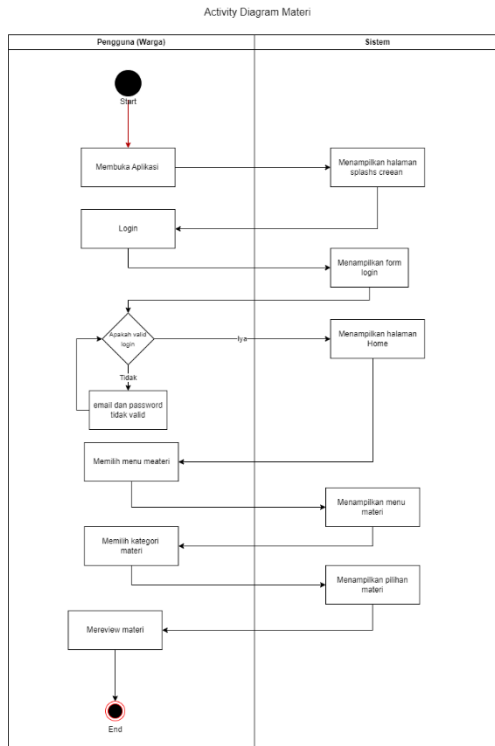 Activity Diagram Materi
Pengguna (Warga)
Sistem
Start
Membuka Aplikasi
Menampilkan halaman
splashs creean
Login
Menampilkan form
login
Apakah valid
login
Iya
Menampilkan halaman
Home
Tidak
email dan password
tidak valid
Memilih menu meateri
Menampilkan menu
materi
Memilih kategori
materi
Menampilkan pilihan
materi
Mereview materi
End